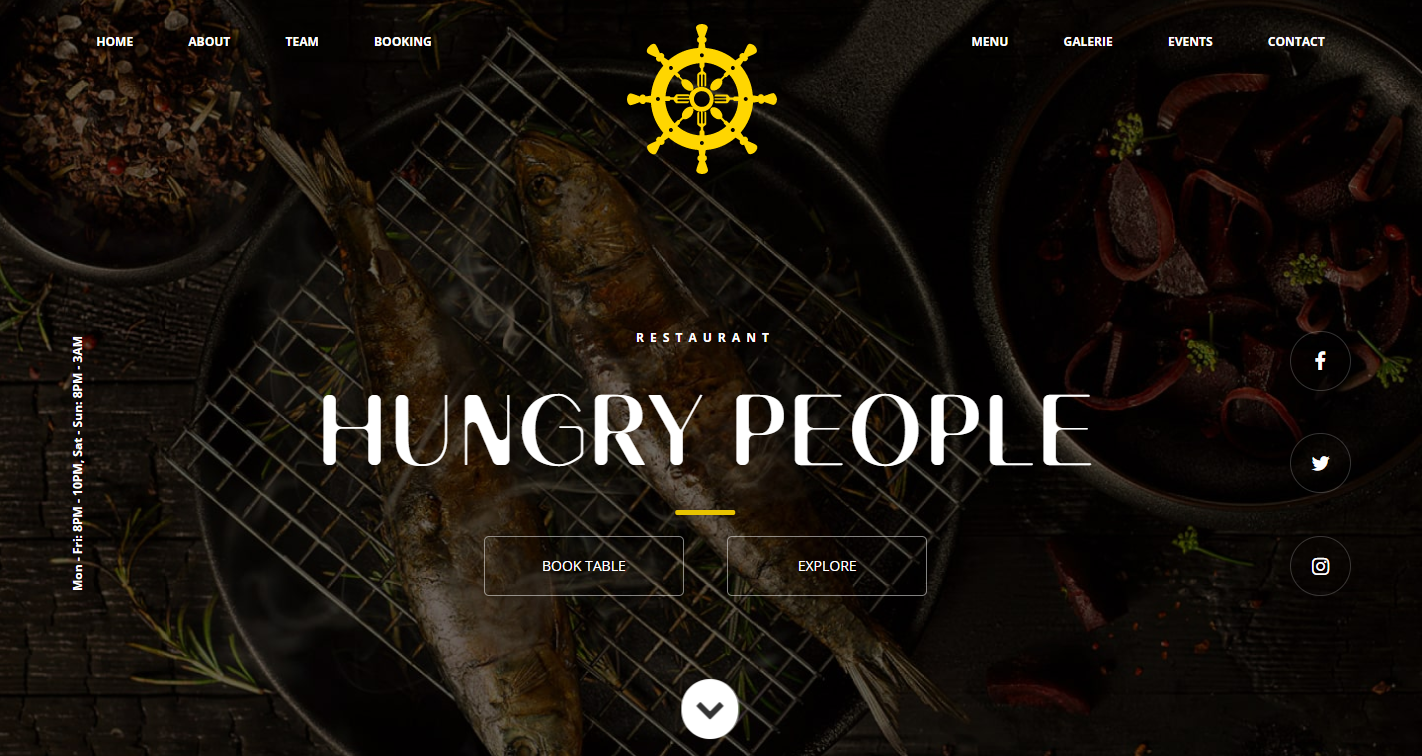 HOME ABOUT TEAM BOOKING MENU GALERIE EVENTS CONTACT
RESTAURANT
HUNGRY PEOPLE
BOOK TABLE EXPLORE
Mon - Fri: 8PM - 10PM, Sat - Sun: 8PM - 3AM